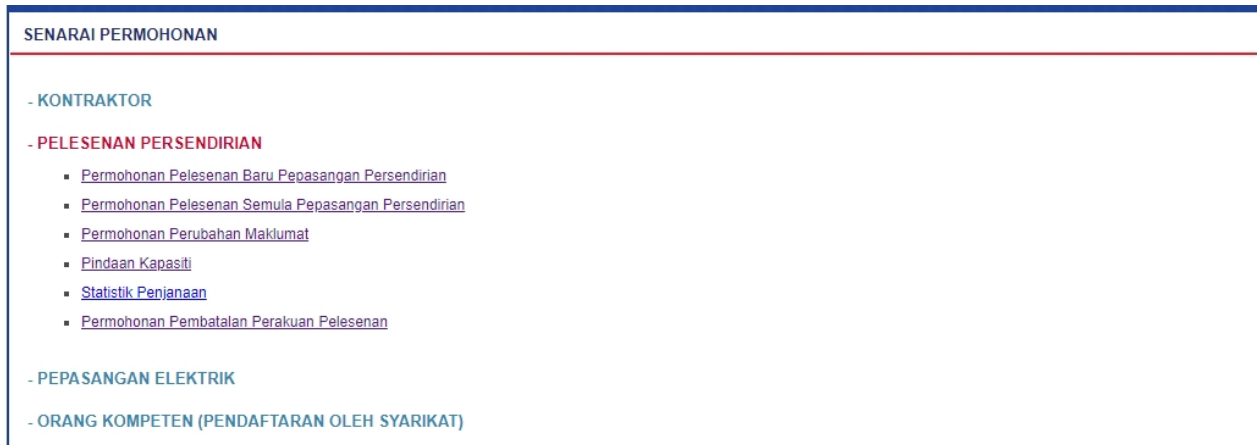 SENARAI PERMOHONAN
- KONTRAKTOR
- PELESENAN PERSENDIRIAN
▪ Permohonan Pelesenan Baru Pepasangan Persendirian
▪ Permohonan Pelesenan Semula Pepasangan Persendirian
▪ Permohonan Perubahan Maklumat
▪ Pindaan Kapasiti
▪ Statistik Penjanaan
▪ Permohonan Pembatalan Perakuan Pelesenan
- PEPASANGAN ELEKTRIK
- ORANG KOMPETEN (PENDAFTARAN OLEH SYARIKAT)